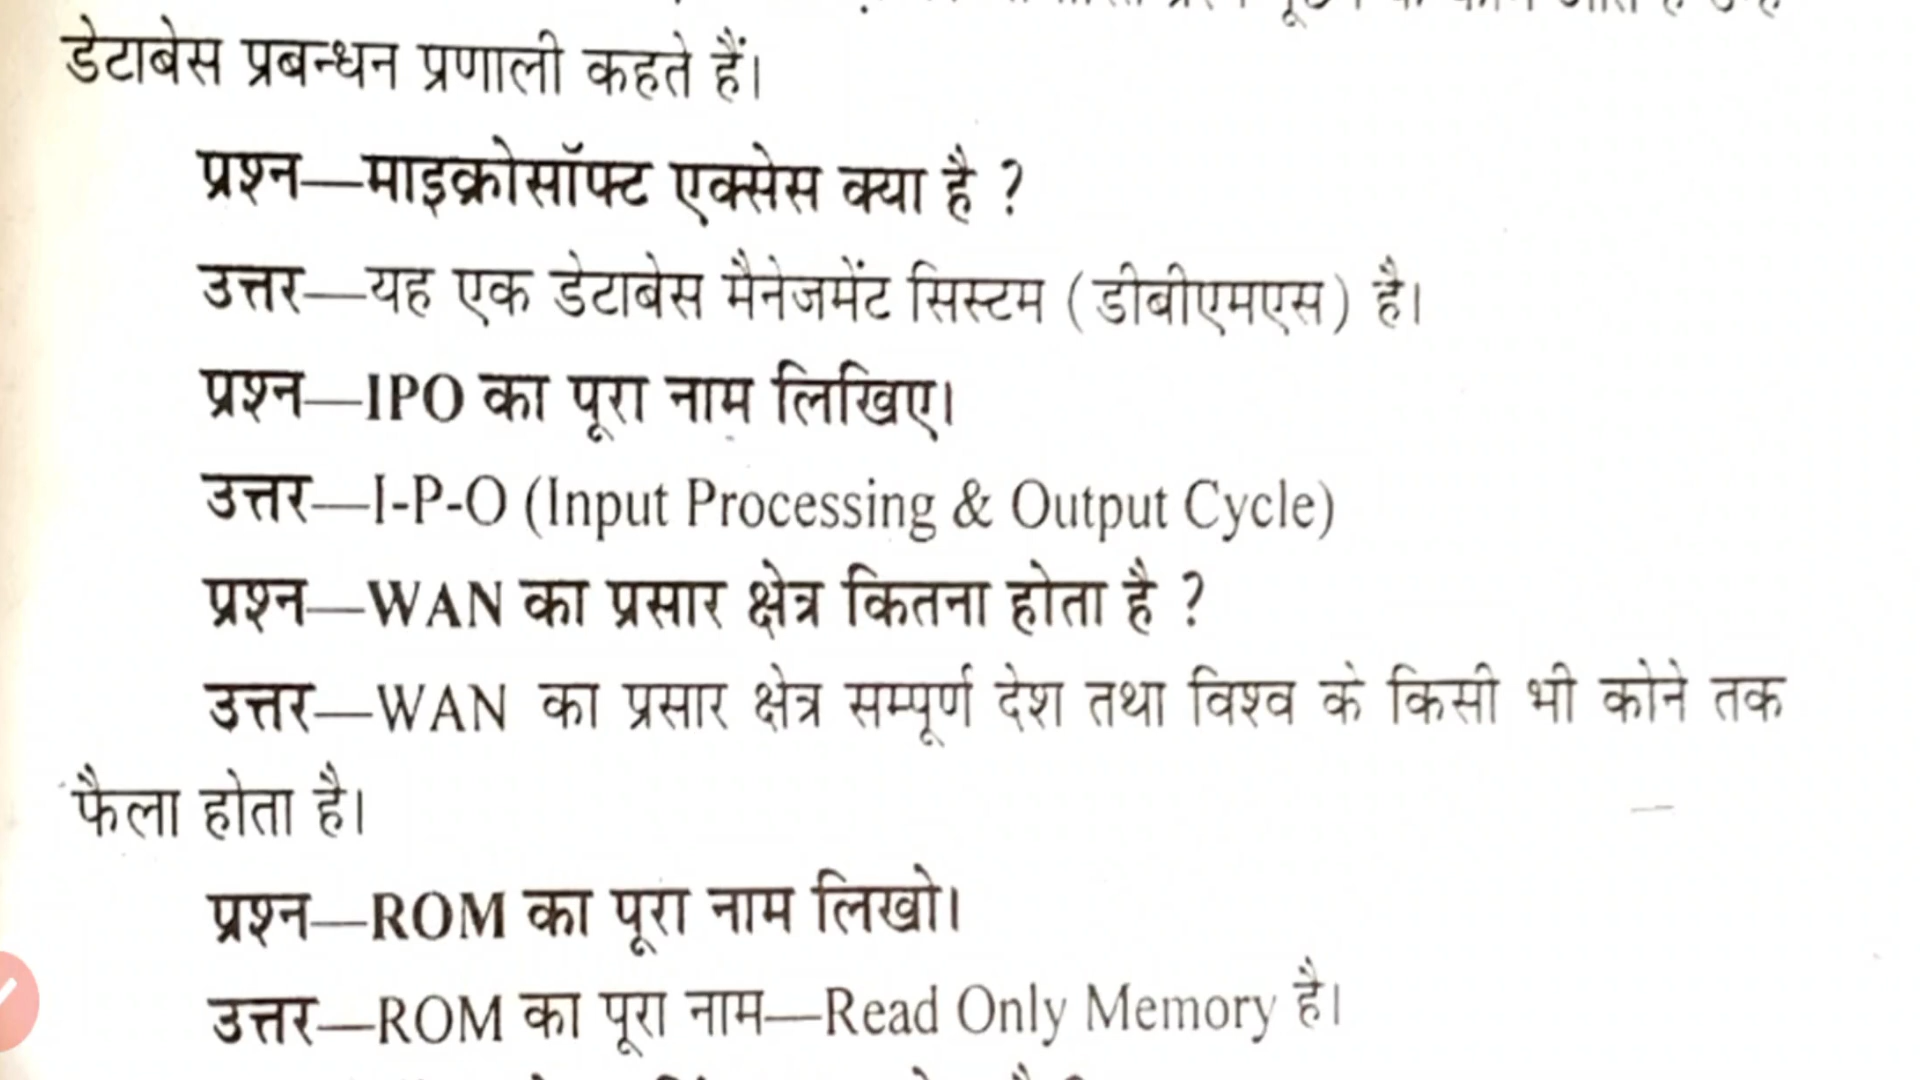 डेटाबेस प्रबन्धन प्रणाली कहते हैं।
प्रश्न—माइक्रोसॉफ्ट एक्सेस क्या है ?
उत्तर—यह एक डेटाबेस मैनेजमेंट सिस्टम (डीबीएमएस) है।
प्रश्न—IPO का पूरा नाम लिखिए।
उत्तर—I-P-O (Input Processing & Output Cycle)
प्रश्न—WAN का प्रसार क्षेत्र कितना होता है ?
उत्तर—WAN का प्रसार क्षेत्र सम्पूर्ण देश तथा विश्व के किसी भी कोने तक
फैला होता है।
प्रश्न—ROM का पूरा नाम लिखो।
उत्तर—ROM का पूरा नाम—Read Only Memory है।